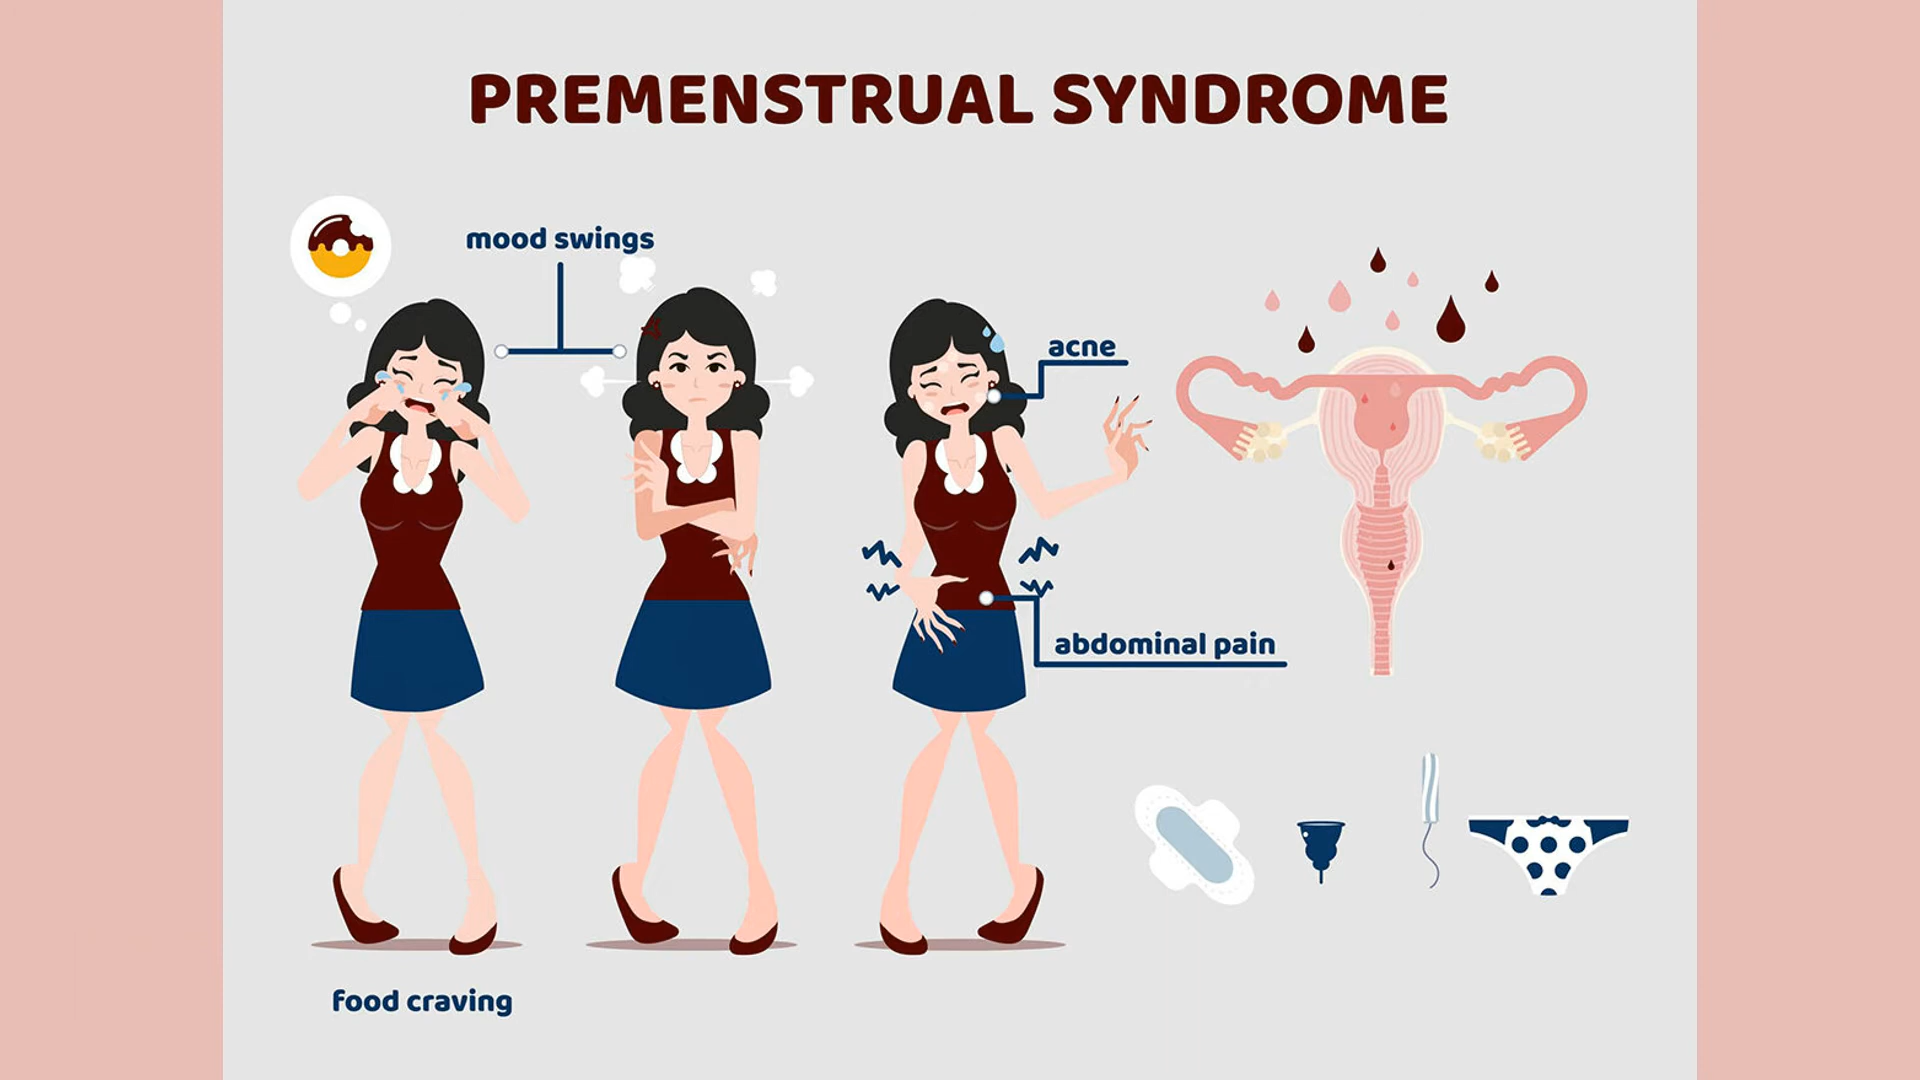 PREMENSTRUAL SYNDROME
mood swings
acne
abdominal pain
food craving